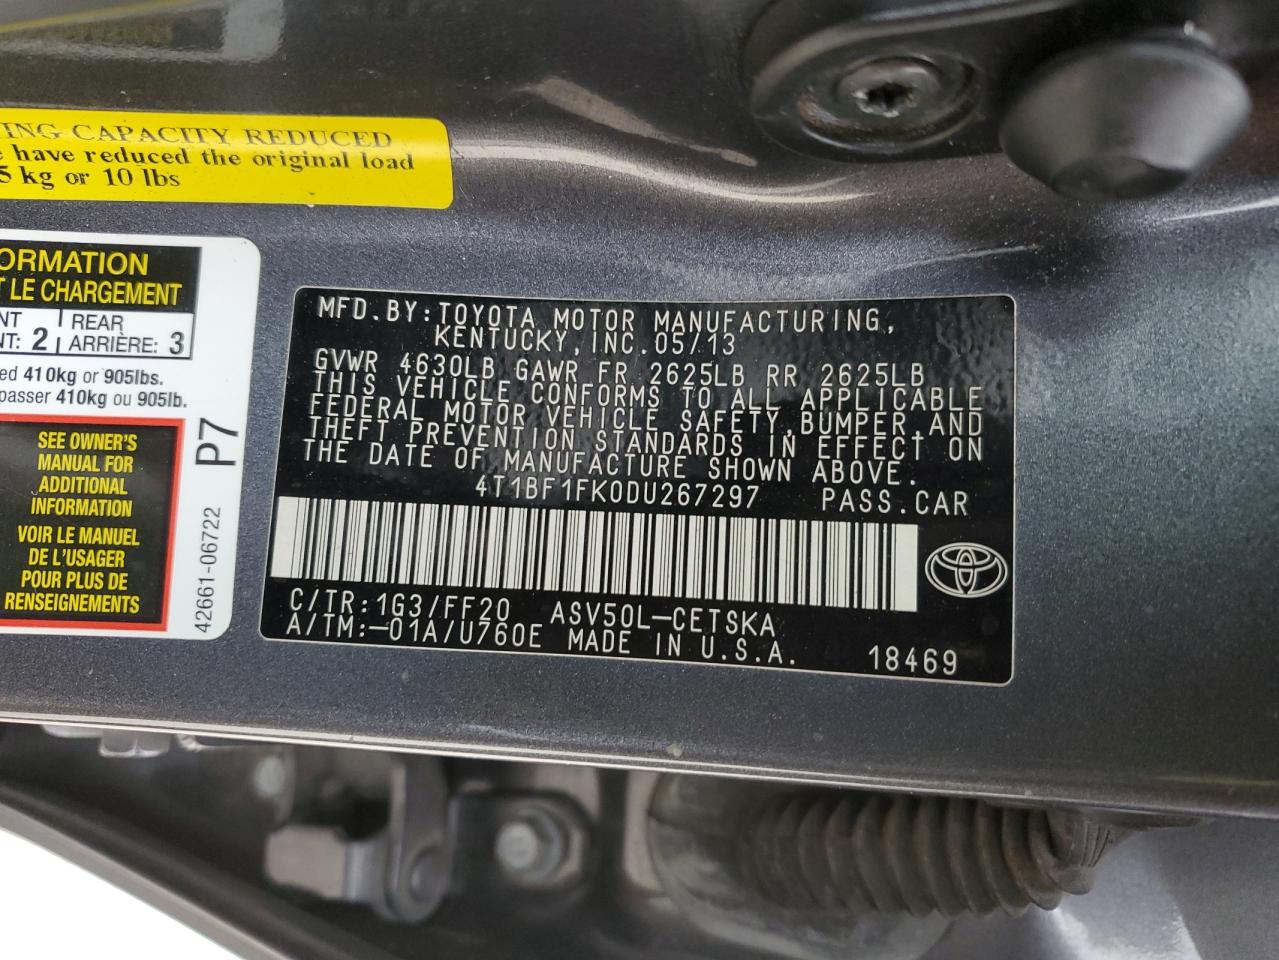 ING CAPACITY REDUCED
have reduced the original load
5 kg or 10 lbs
ORMATION
T LE CHARGEMENT
NT 2 | REAR
NT: ARRIÈRE: 3
ed 410kg or 905lbs.
passer 410kg ou 905lb.
SEE OWNER'S
MANUAL FOR
ADDITIONAL
INFORMATION
VOIR LE MANUEL
DE L'USAGER
POUR PLUS DE
RENSEIGNEMENTS
P7
42661-06722
MFD.BY:TOYOTA MOTOR MANUFACTURING,
KENTUCKY,INC.05/13
GVWR 4630LB GAWR FR 2625LB RR 2625LB
THIS VEHICLE CONFORMS TO ALL APPLICABLE
FEDERAL MOTOR VEHICLE SAFETY,BUMPER,AND
THEFT PREVENTION STANDARDS IN EFFECT ON
THE DATE OF MANUFACTURE SHOWN ABOVE.
4T1BF1FK0DU267297 PASS.CAR
C/TR:1G3/FF20 ASV50L-CETSKA
A/TM:-01A/U760E MADE IN U.S.A. 18469